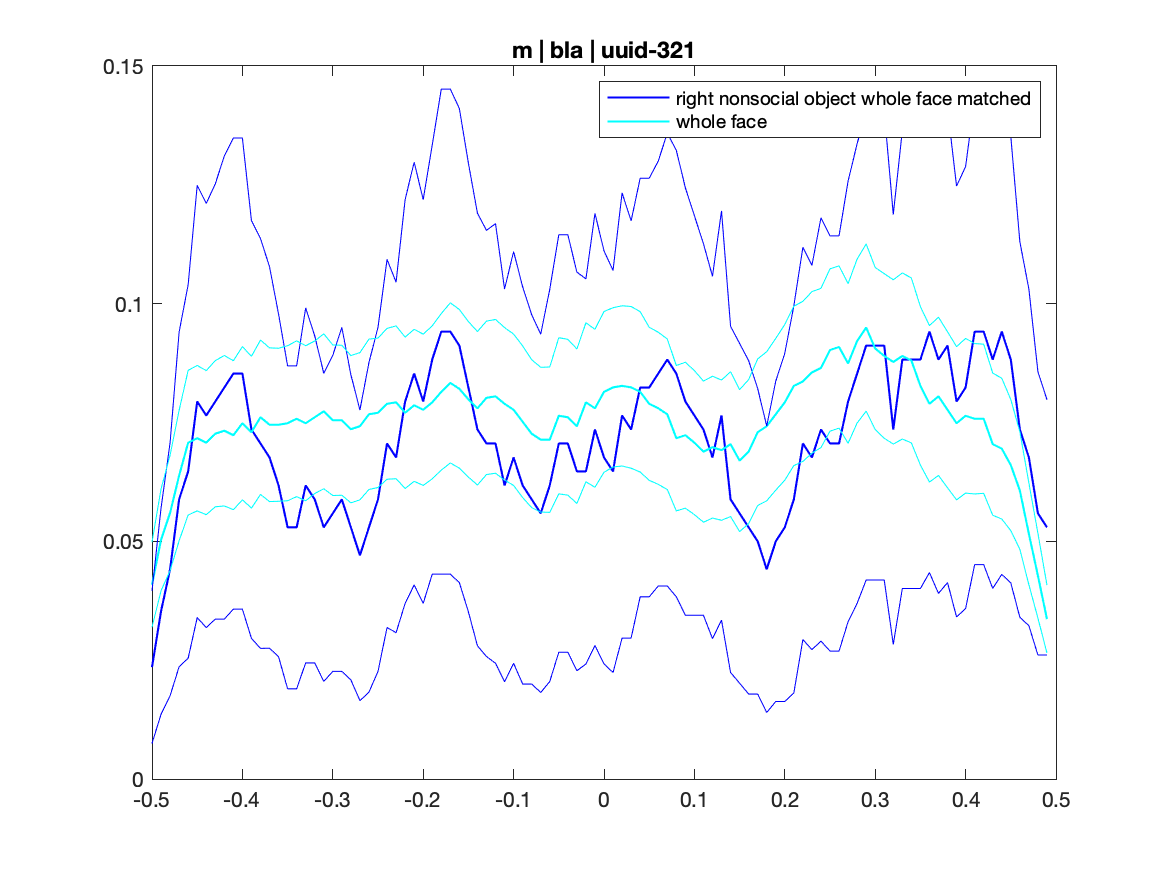 m | bla | uuid-321
0.15
right nonsocial object whole face matched
whole face
0.1
0.05
0
-0.5 -0.4 -0.3 -0.2 -0.1 0 0.1 0.2 0.3 0.4 0.5